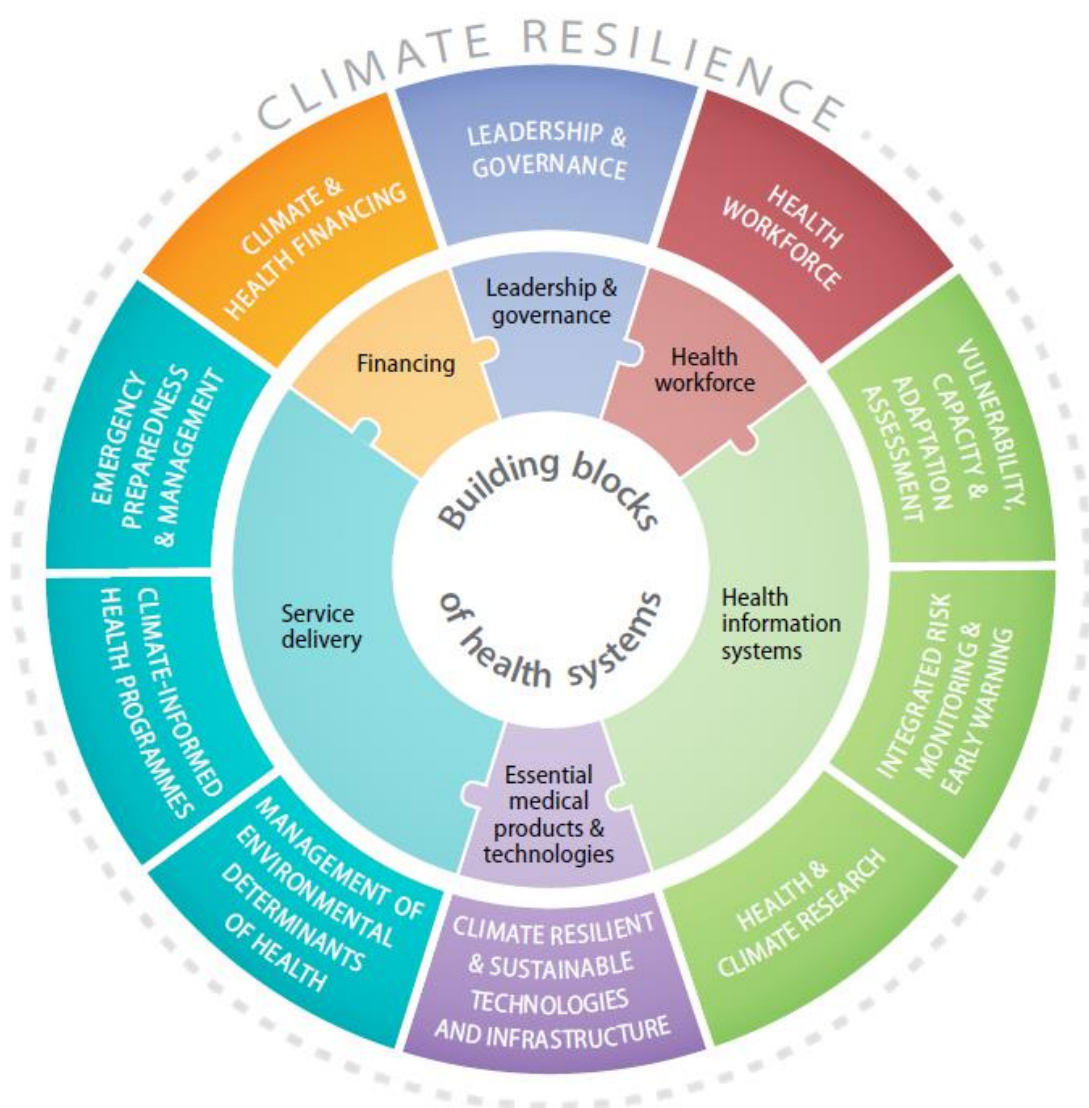 CLIMATE RESILIENCE
LEADERSHIP &
GOVERNANCE
HEALTH
WORKFORCE
VULNERABILITY,
CAPACITY &
ADAPTATION
ASSESSMENT
INTEGRATED RISK
MONITORING &
EARLY WARNING
HEALTH &
CLIMATE RESEARCH
CLIMATE RESILIENT
& SUSTAINABLE
TECHNOLOGIES
AND INFRASTRUCTURE
MANAGEMENT OF
ENVIRONMENTAL
DETERMINANTS
OF HEALTH
CLIMATE-INFORMED
HEALTH PROGRAMMES
EMERGENCY
PREPAREDNESS
& MANAGEMENT
CLIMATE &
HEALTH FINANCING
Leadership &
governance
Health
workforce
Health
information
systems
Essential
medical
products &
technologies
Service
delivery
Financing
Building blocks
of health systems